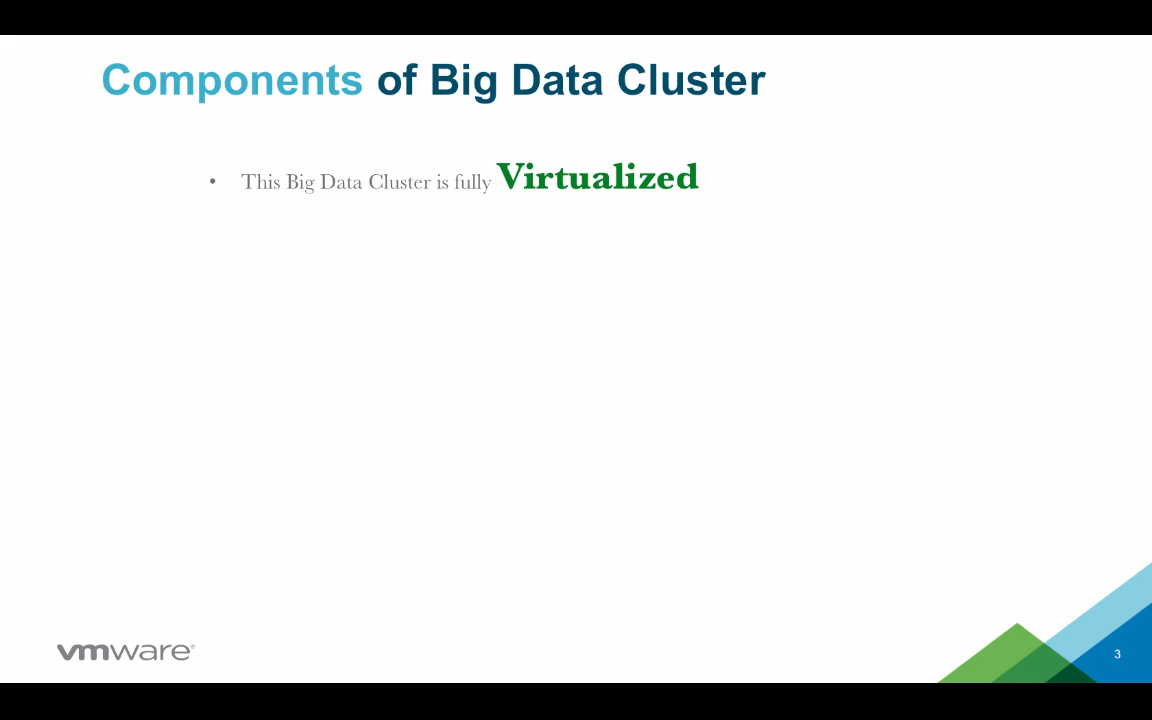 Components of Big Data Cluster
• This Big Data Cluster is fully Virtualized
vmware®
3